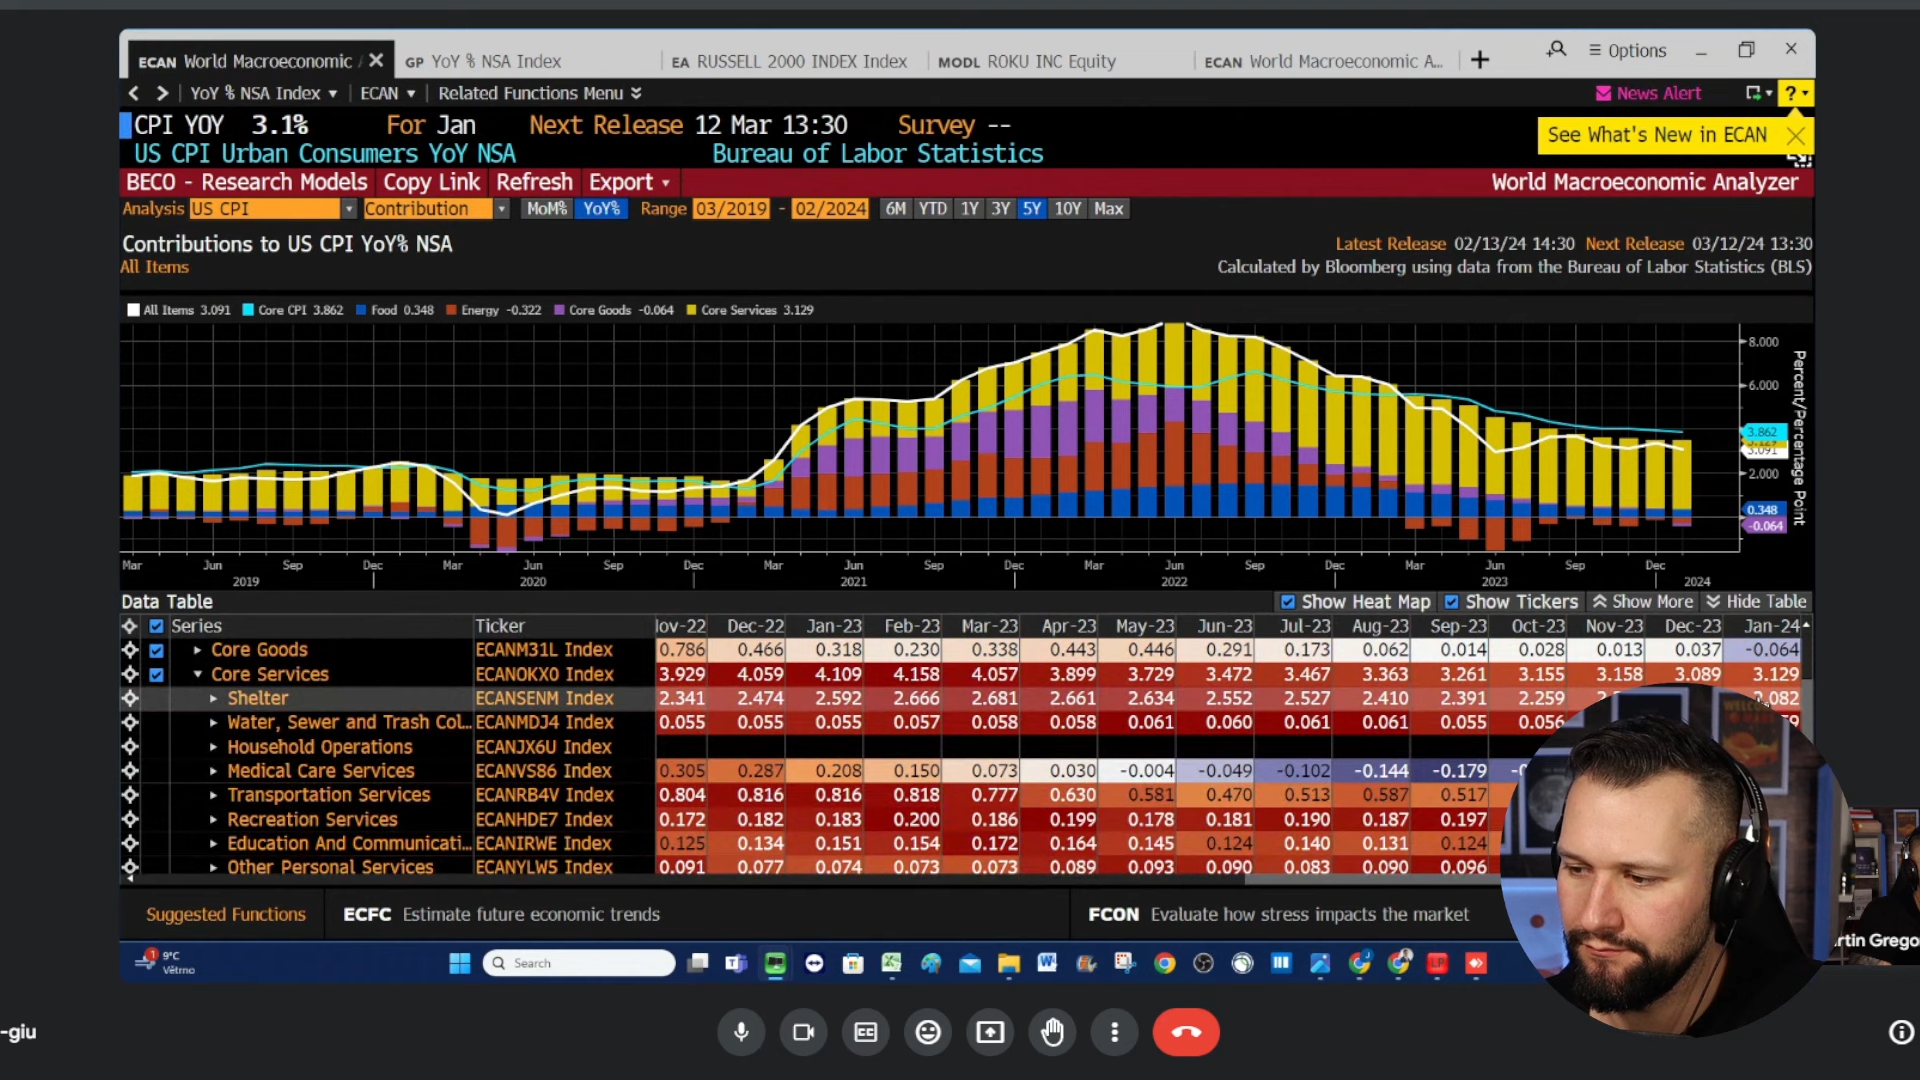 ECAN World Macroeconomic / GP YoY % NSA Index EA RUSSELL 2000 INDEX Index MODL ROKU INC Equity ECAN World Macroeconomic A... + Options
YoY % NSA Index ECAN Related Functions Menu News Alert ?
CPI YOY 3.1% For Jan Next Release 12 Mar 13:30 Survey --
See What's New in ECAN
US CPI Urban Consumers YoY NSA Bureau of Labor Statistics
BECO - Research Models Copy Link Refresh Export World Macroeconomic Analyzer
Analysis US CPI Contribution MoM% YoY% Range 03/2019 - 02/2024 6M YTD 1Y 3Y 5Y 10Y Max
Contributions to US CPI YoY% NSA Latest Release 02/13/24 14:30 Next Release 03/12/24 13:30
All Items Calculated by Bloomberg using data from the Bureau of Labor Statistics (BLS)
All Items 3.091 Core CPI 3.862 Food 0.348 Energy -0.322 Core Goods -0.064 Core Services 3.129
8.000
6.000
3.862
3.091
2.000
0.348
-0.064
Percent/Percentage Point
Mar Jun Sep Dec Mar Jun Sep Dec Mar Jun Sep Dec Mar Jun Sep Dec Mar Jun Sep Dec
2019 2020 2021 2022 2023 2024
Data Table Show Heat Map Show Tickers Show More Hide Table
Series Ticker lov-22 Dec-22 Jan-23 Feb-23 Mar-23 Apr-23 May-23 Jun-23 Jul-23 Aug-23 Sep-23 Oct-23 Nov-23 Dec-23 Jan-24
Core Goods ECANM31L Index 0.786 0.466 0.318 0.230 0.338 0.443 0.446 0.291 0.173 0.062 0.014 0.028 0.013 0.037 -0.064
Core Services ECANOKX0 Index 3.929 4.059 4.109 4.158 4.057 3.899 3.729 3.472 3.527 3.363 3.261 3.155 3.158 3.089 3.129
Shelter ECANSENM Index 2.341 2.474 2.592 2.666 2.681 2.661 2.634 2.552 2.467 2.410 2.391 2.259 .082
Water, Sewer and Trash Col... ECANMDJ4 Index 0.055 0.055 0.055 0.057 0.058 0.058 0.061 0.060 0.061 0.061 0.055 0.056
Household Operations ECANJX6U Index
Medical Care Services ECANVS86 Index 0.305 0.287 0.208 0.150 0.073 0.030 -0.004 -0.049 -0.102 -0.144 -0.179
Transportation Services ECANRB4V Index 0.804 0.816 0.816 0.818 0.777 0.630 0.581 0.470 0.513 0.587 0.517
Recreation Services ECANHDE7 Index 0.172 0.182 0.183 0.200 0.186 0.199 0.178 0.181 0.190 0.187 0.197
Education And Communicati... ECANIRWE Index 0.125 0.134 0.151 0.154 0.172 0.164 0.145 0.124 0.140 0.131 0.124
Other Personal Services ECANYLW5 Index 0.091 0.077 0.074 0.073 0.073 0.089 0.093 0.090 0.083 0.090 0.096
Suggested Functions ECFC Estimate future economic trends FCON Evaluate how stress impacts the market
1 9°C
Větrno
Search
rtin Grego
-giu